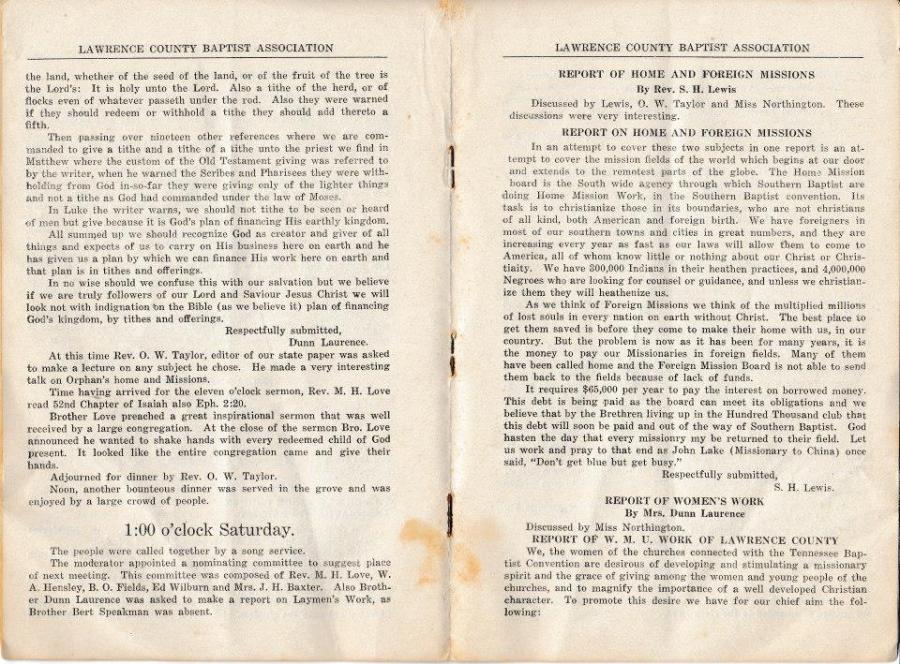 LAWRENCE COUNTY BAPTIST ASSOCIATION
the land, whether of the seed of the land, or of the fruit of the tree is
the Lord's: It is holy unto the Lord. Also a tithe of the herd, or of
flocks even of whatever passeth under the rod. Also they were warned
if they should redeem or withhold a tithe they should add thereto a
fifth.
Then passing over nineteen other references where we are com-
manded to give a tithe and a tithe of a tithe unto the priest we find in
Matthew where the custom of the Old Testament giving was referred to
by the writer, when he warned the Scribes and Pharisees they were with-
holding from God in-so-far they were giving only of the lighter things
and not a tithe as God had commanded under the law of Moses.
In Luke the writer warns, we should not tithe to be seen or heard
of men but give because it is God's plan of financing His earthly kingdom.
All summed up we should recognize God as creator and giver of all
things and expects of us to carry on His business here on earth and he
has given us a plan by which we can finance His work here on earth and
that plan is in tithes and offerings.
In no wise should we confuse this with our salvation but we believe
if we are truly followers of our Lord and Saviour Jesus Christ we will
look not with indignation on the Bible (as we believe it) plan of financing
God's kingdom, by tithes and offerings.
Respectfully submitted,
Dunn Laurence.
At this time Rev. O. W. Taylor, editor of our state paper was asked
to make a lecture on any subject he chose. He made a very interesting
talk on Orphan's home and Missions.
Time having arrived for the eleven o'clock sermon, Rev. M. H. Love
read 52nd Chapter of Isaiah also Eph. 2:20.
Brother Love preached a great inspirational sermon that was well
received by a large congregation. At the close of the sermon Bro. Love
announced he wanted to shake hands with every redeemed child of God
present. It looked like the entire congregation came and give their
hands.
Adjourned for dinner by Rev. O. W. Taylor.
Noon, another bounteous dinner was served in the grove and was
enjoyed by a large crowd of people.
1:00 o'clock Saturday.
The people were called together by a song service.
The moderator appointed a nominating committee to suggest place
of next meeting. This committee was composed of Rev. M. H. Love, W.
A. Hensley, B. O. Fields, Ed Wilburn and Mrs. J. H. Baxter. Also Broth-
er Dunn Laurence was asked to make a report on Laymen's Work, as
Brother Bert Speakman was absent.
LAWRENCE COUNTY BAPTIST ASSOCIATION
REPORT OF HOME AND FOREIGN MISSIONS
By Rev. S. H. Lewis
Discussed by Lewis, O. W. Taylor and Miss Northington. These
discussions were very interesting.
REPORT ON HOME AND FOREIGN MISSIONS
In an attempt to cover these two subjects in one report is an at-
tempt to cover the mission fields of the world which begins at our door
and extends to the remotest parts of the globe. The Home Mission
board is the South wide agency through which Southern Baptist are
doing Home Mission Work, in the Southern Baptist convention. Its
task is to christianize those in its boundaries, who are not christians
of all kind, both American and foreign birth. We have foreigners in
most of our southern towns and cities in great numbers, and they are
increasing every year as fast as our laws will allow them to come to
America, all of whom know little or nothing about our Christ or Chris-
tiaity. We have 300,000 Indians in their heathen practices, and 4,000,000
Negroes who are looking for counsel or guidance, and unless we christian-
ize them they will heathenize us.
As we think of Foreign Missions we think of the multiplied millions
of lost souls in every nation on earth without Christ. The best place to
get them saved is before they come to make their home with us, in our
country. But the problem is now as it has been for many years, it is
the money to pay our Missionaries in foreign fields. Many of them
have been called home and the Foreign Mission Board is not able to send
them back to the fields because of lack of funds.
It requires $65,000 per year to pay the interest on borrowed money.
This debt is being paid as the board can meet its obligations and we
believe that by the Brethren living up in the Hundred Thousand club that
this debt will soon be paid and out of the way of Southern Baptist. God
hasten the day that every missionry my be returned to their field. Let
us work and pray to that end as John Lake (Missionary to China) once
said, "Don't get blue but get busy."
Respectfully submitted,
S. H. Lewis.
REPORT OF WOMEN'S WORK
By Mrs. Dunn Laurence
Discussed by Miss Northington.
REPORT OF W. M. U. WORK OF LAWRENCE COUNTY
We, the women of the churches connected with the Tennessee Bap-
tist Convention are desirous of developing and stimulating a missionary
spirit and the grace of giving among the women and young people of the
churches, and to magnify the importance of a well developed Christian
character. To promote this desire we have for our chief aim the fol-
lowing: